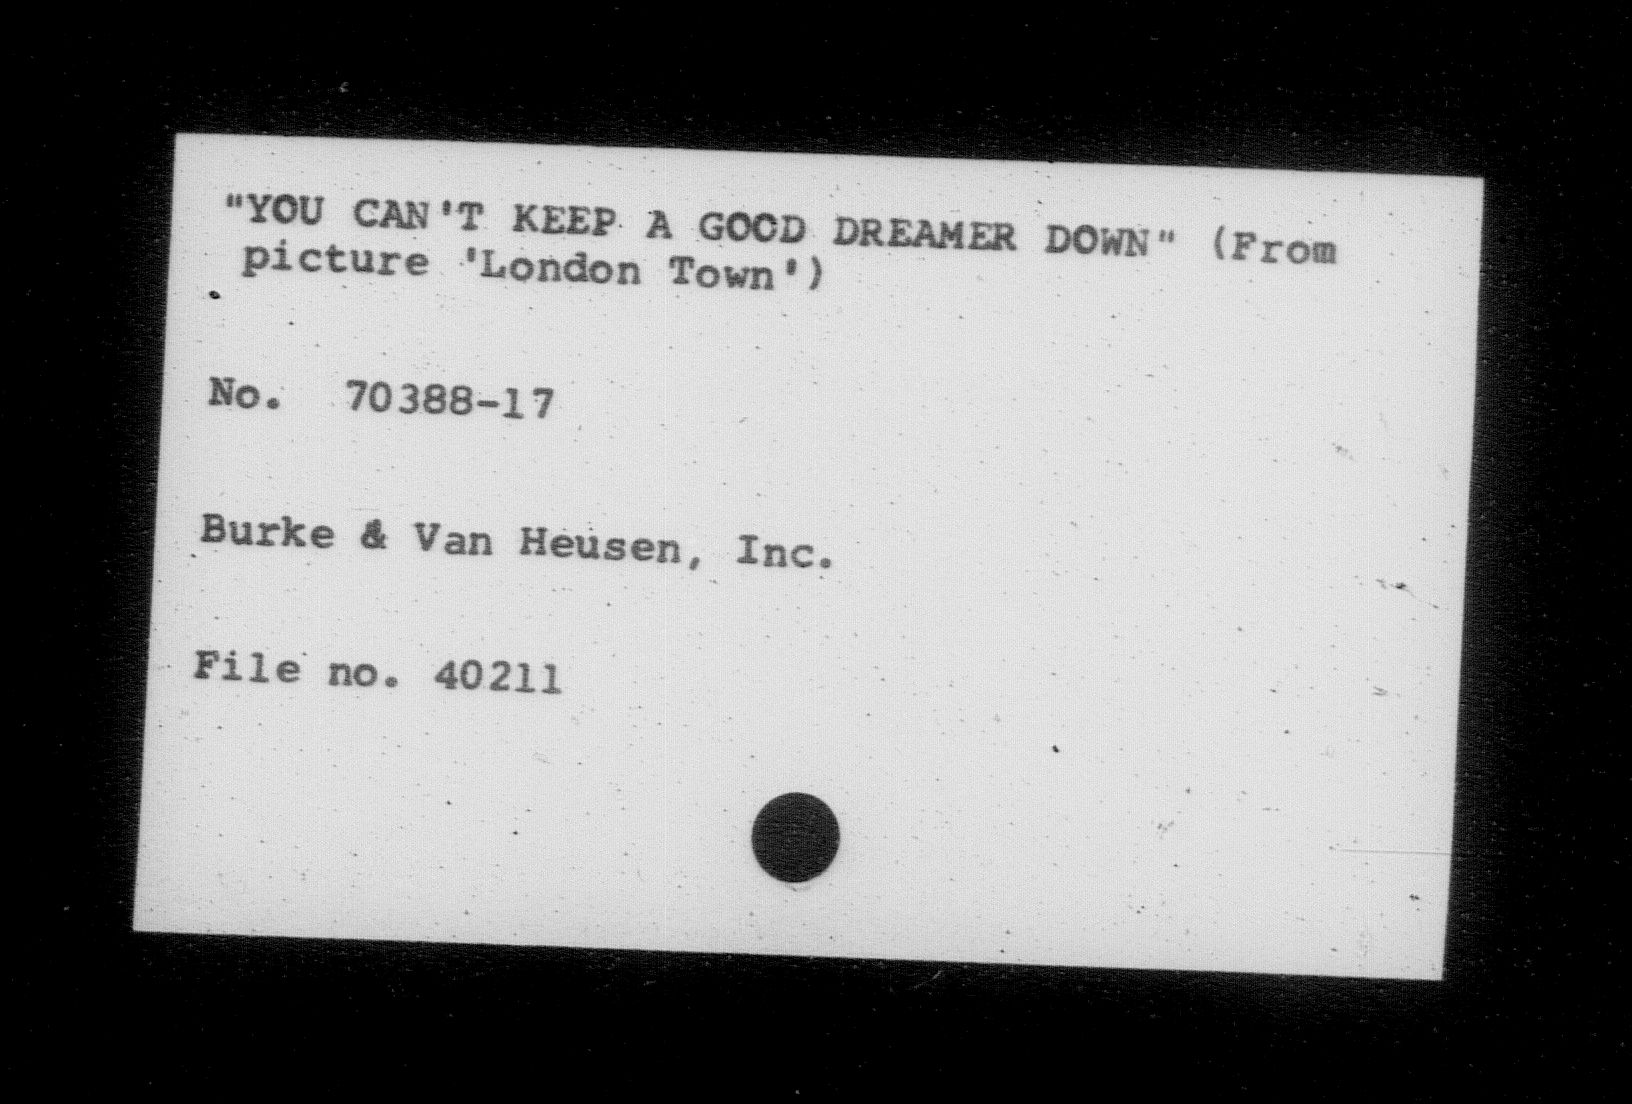 "YOU CAN'T KEEP A GOOD DREAMER DOWN" (From
picture 'London Town')
No. 70388-17
Burke & Van Heusen, Inc.
File no. 40211